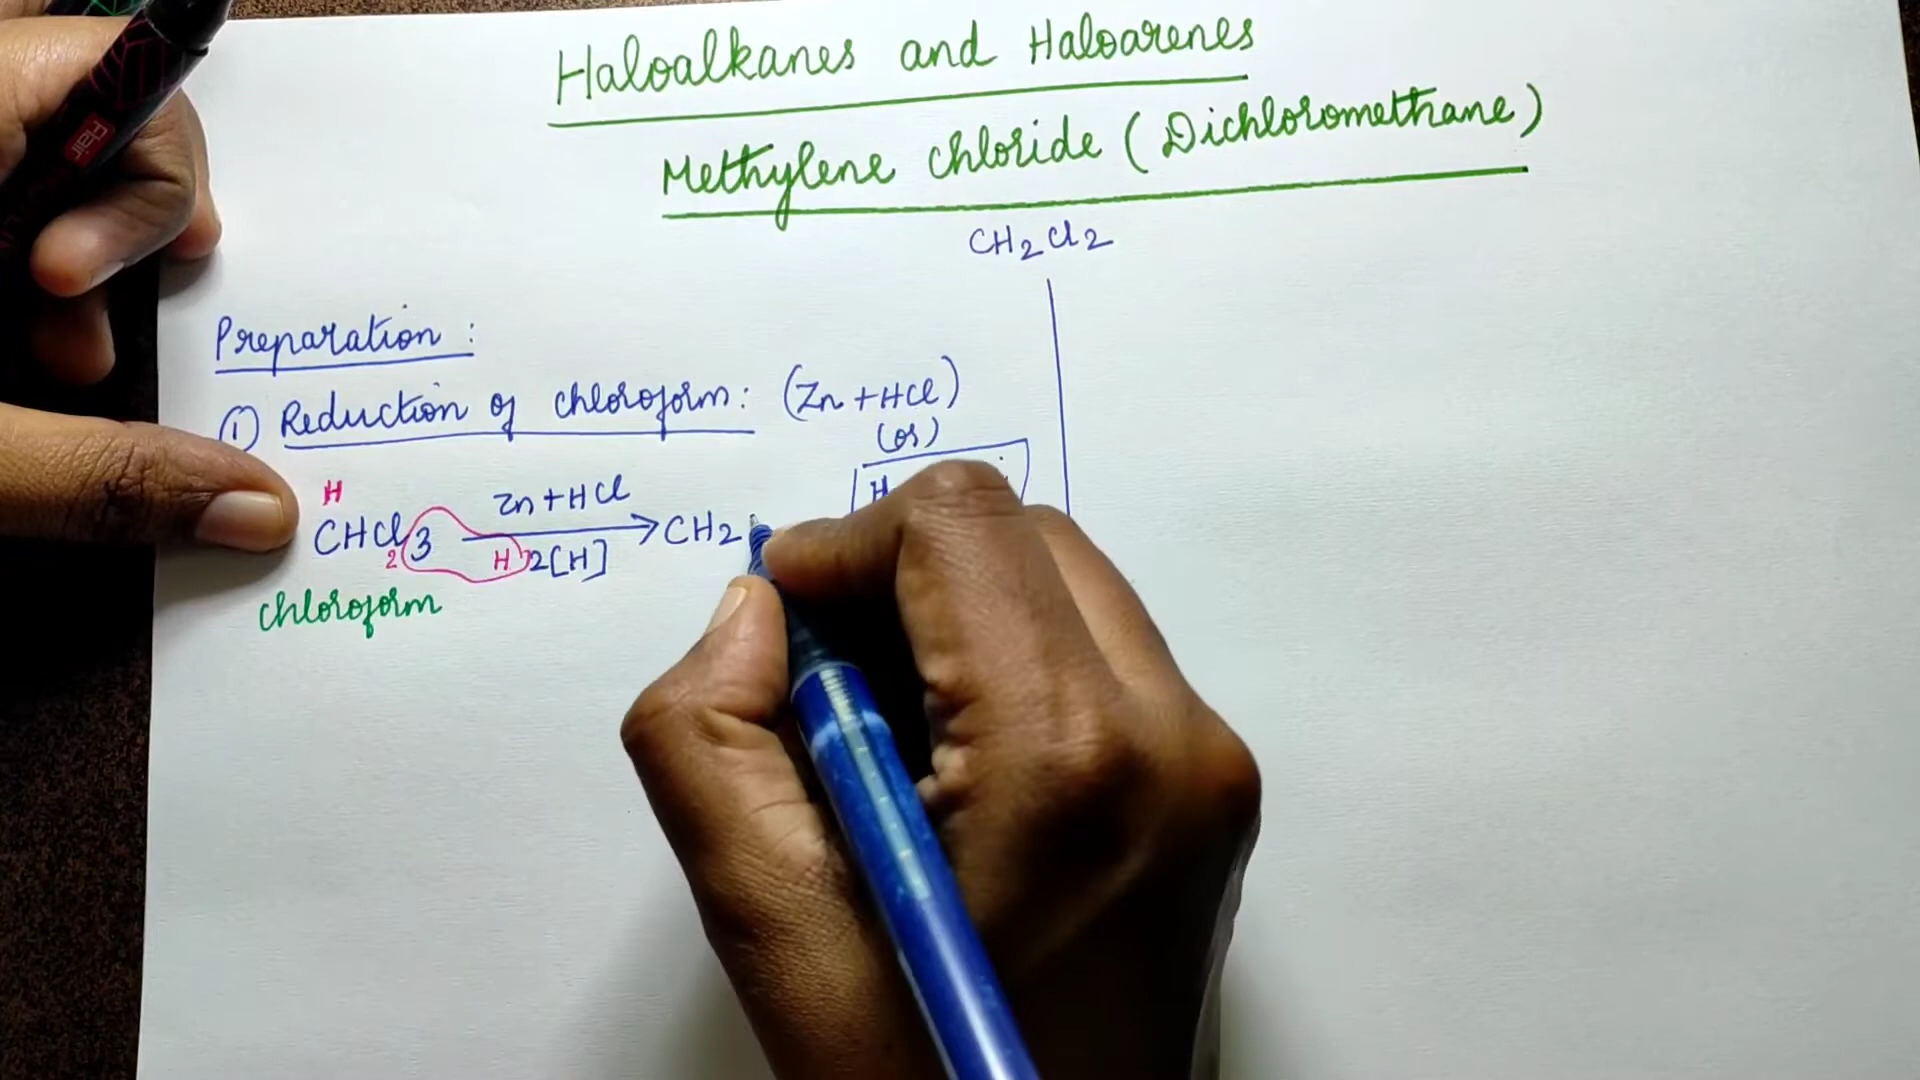 Haloalkanes and Haloarenes
Methylene chloride (Dichloromethane)
CH2Cl2
Preparation :
① Reduction of chloroform: (Zn+HCl)
(or)
H
H
Zn+HCl
CHCl3 → CH2
2 H 2[H]
chloroform
Flair